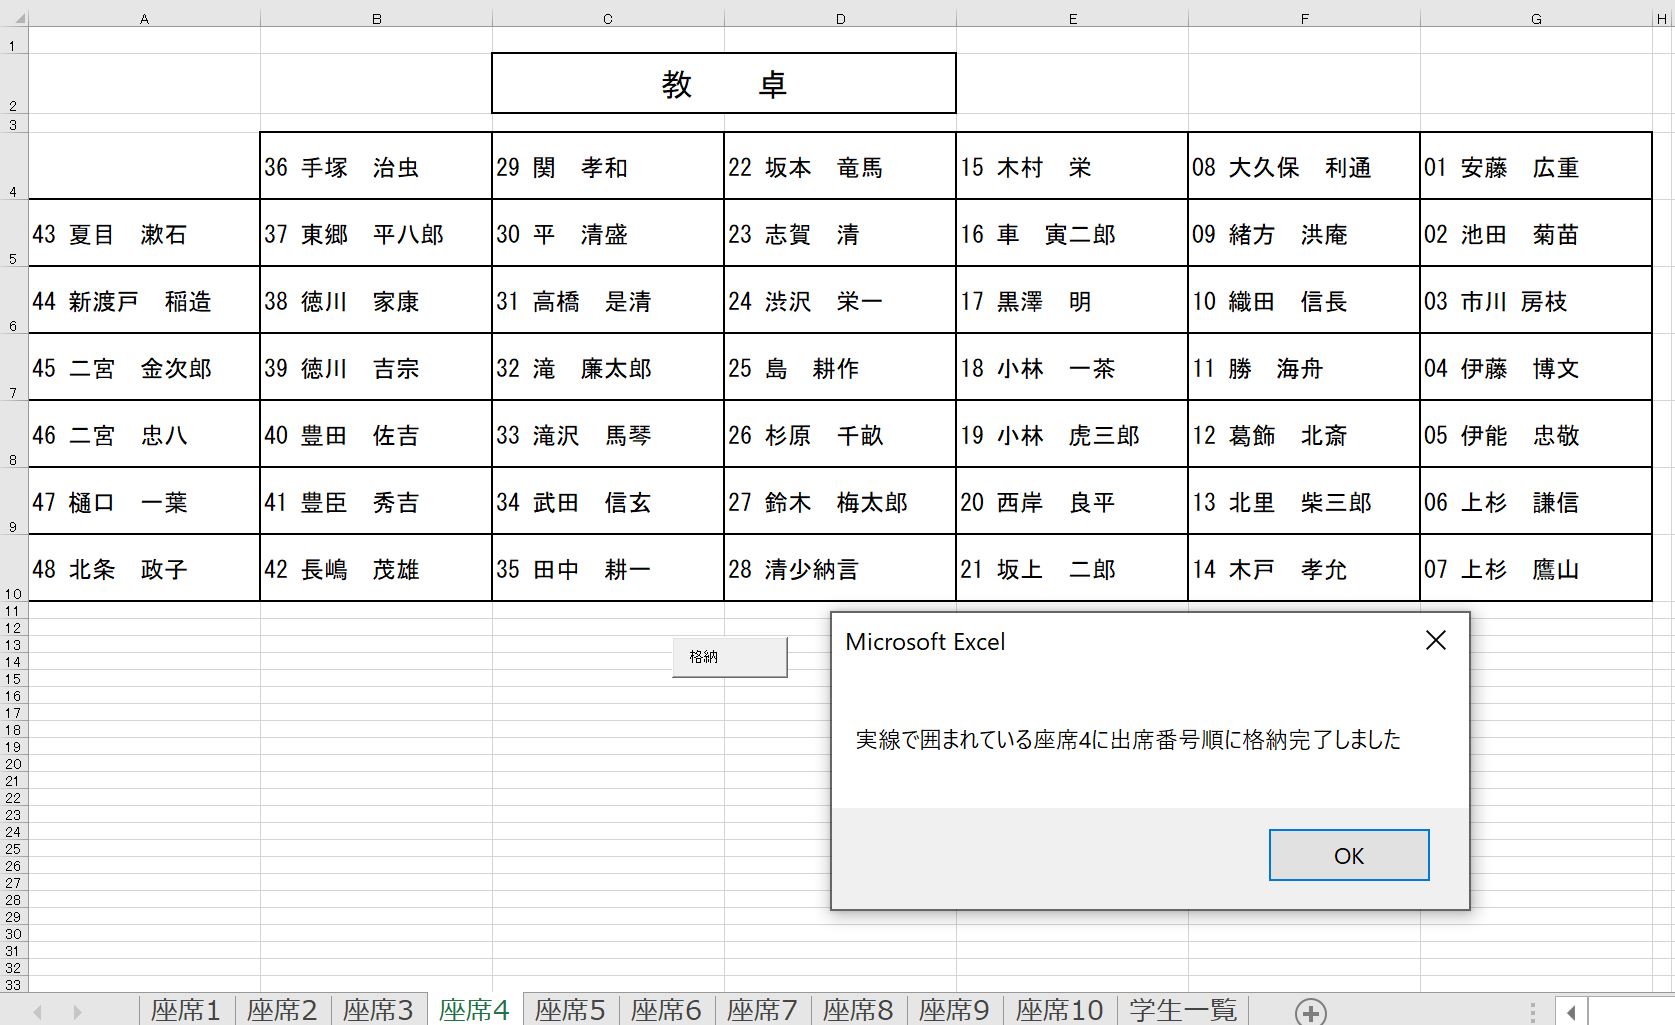 A B C D E F G H
1
2 教　　卓
3
4 36 手塚　治虫 29 関　孝和 22 坂本　竜馬 15 木村　栄 08 大久保　利通 01 安藤　広重
5 43 夏目　漱石 37 東郷　平八郎 30 平　清盛 23 志賀　清 16 車　寅二郎 09 緒方　洪庵 02 池田　菊苗
6 44 新渡戸　稲造 38 徳川　家康 31 高橋　是清 24 渋沢　栄一 17 黒澤　明 10 織田　信長 03 市川 房枝
7 45 二宮　金次郎 39 徳川　吉宗 32 滝　廉太郎 25 島　耕作 18 小林　一茶 11 勝　海舟 04 伊藤　博文
8 46 二宮　忠八 40 豊田　佐吉 33 滝沢　馬琴 26 杉原　千畝 19 小林　虎三郎 12 葛飾　北斎 05 伊能　忠敬
9 47 樋口　一葉 41 豊臣　秀吉 34 武田　信玄 27 鈴木　梅太郎 20 西岸　良平 13 北里　柴三郎 06 上杉　謙信
10 48 北条　政子 42 長嶋　茂雄 35 田中　耕一 28 清少納言 21 坂上　二郎 14 木戸　孝允 07 上杉　鷹山
11
12
13
14
15
16
17
18
19
20
21
22
23
24
25
26
27
28
29
30
31
32
33
格納
Microsoft Excel
実線で囲まれている座席4に出席番号順に格納完了しました
OK
座席1 座席2 座席3 座席4 座席5 座席6 座席7 座席8 座席9 座席10 学生一覧